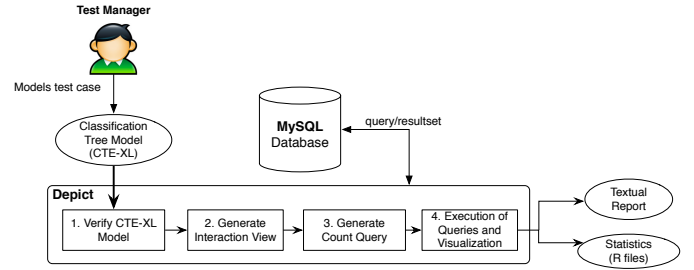 Test Manager
Models test case
Classification
Tree Model
(CTE-XL)
MySQL
Database
query/resultset
Depict
1. Verify CTE-XL
Model
2. Generate
Interaction View
3. Generate
Count Query
4. Execution of
Queries and
Visualization
Textual
Report
Statistics
(R files)